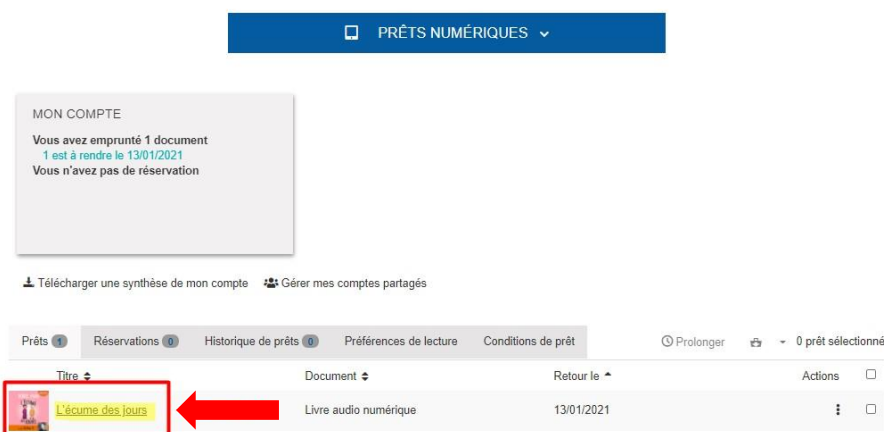 PRÊTS NUMÉRIQUES
MON COMPTE
Vous avez emprunté 1 document
1 est à rendre le 13/01/2021
Vous n'avez pas de réservation
Télécharger une synthèse de mon compte Gérer mes comptes partagés
Prêts 1 Réservations 0 Historique de prêts 0 Préférences de lecture Conditions de prêt Prolonger 0 prêt sélectionné
Titre Document Retour le Actions
L'écume des jours Livre audio numérique 13/01/2021